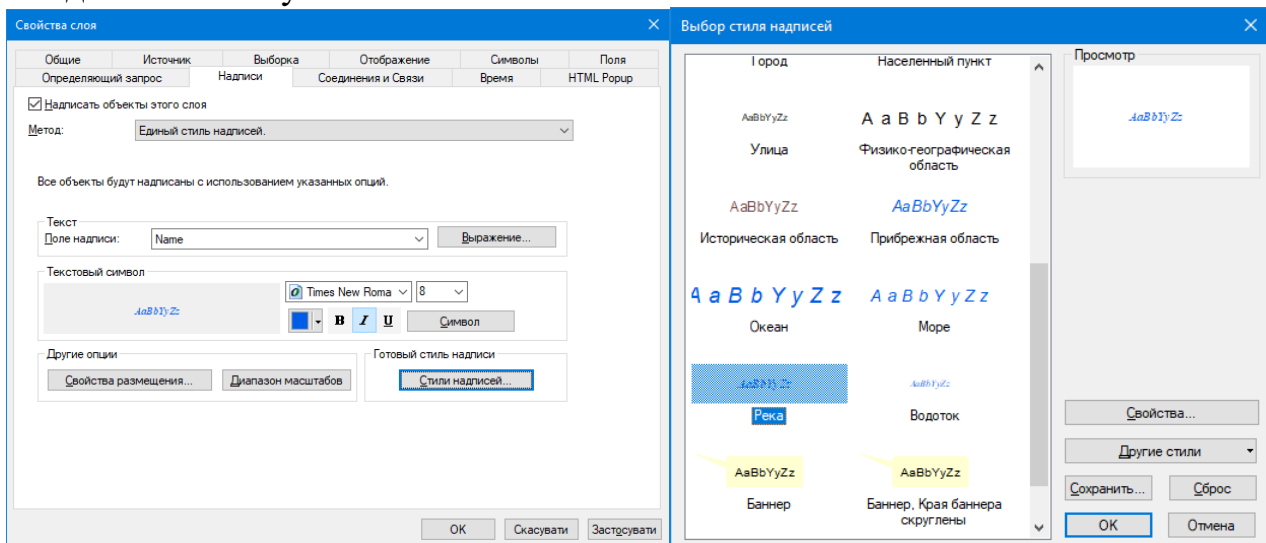 Свойства слоя
Общие Источник Выборка Отображение Символы Поля
Определяющий запрос Надписи Соединения и Связи Время HTML Popup
Надписать объекты этого слоя
Метод: Единый стиль надписей.
Все объекты будут надписаны с использованием указанных опций.
Текст
Поле надписи: Name Выражение...
Текстовый символ
AaBbYyZz Times New Roma 8
B I U Символ
Другие опции Готовый стиль надписи
Свойства размещения... Диапазон масштабов Стили надписей...
OK Скасувати Застосувати
Выбор стиля надписей
Город Населенный пункт
AaBbYyZz AaBbYyZz
Улица Физико-географическая
область
AaBbYyZz AaBbYyZz
Историческая область Прибрежная область
AaBbYyZz AaBbYyZz
Океан Море
AaBbYyZz AaBbYyZz
Река Водоток
AaBbYyZz AaBbYyZz
Баннер Баннер, Края баннера
скруглены
Просмотр
AaBbYyZz
Свойства...
Другие стили
Сохранить... Сброс
OK Отмена